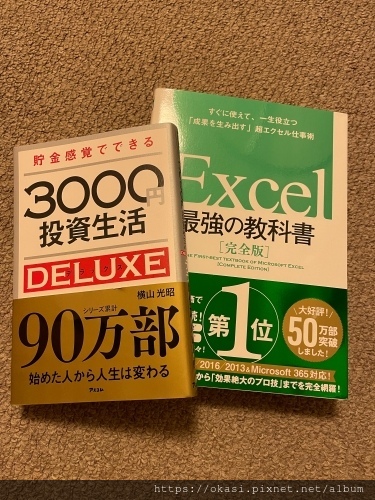 貯金感覚でできる
3000円
投資生活
DELUXE
横山 光昭
シリーズ累計
90万部
始めた人から人生は変わる
アスコム
すぐに使えて、一生役立つ
「成果を生み出す」超エクセル仕事術
Excel
最強の教科書
[完全版]
THE FIRST-BEST TEXTBOOK OF MICROSOFT EXCEL
[COMPLETE EDITION]
第1位
大好評!
50万部
突破
しました!
2016/2013&Microsoft 365対応!
から「効果絶大のプロ技」までを完全網羅!
https://okasi.pixnet.net/album